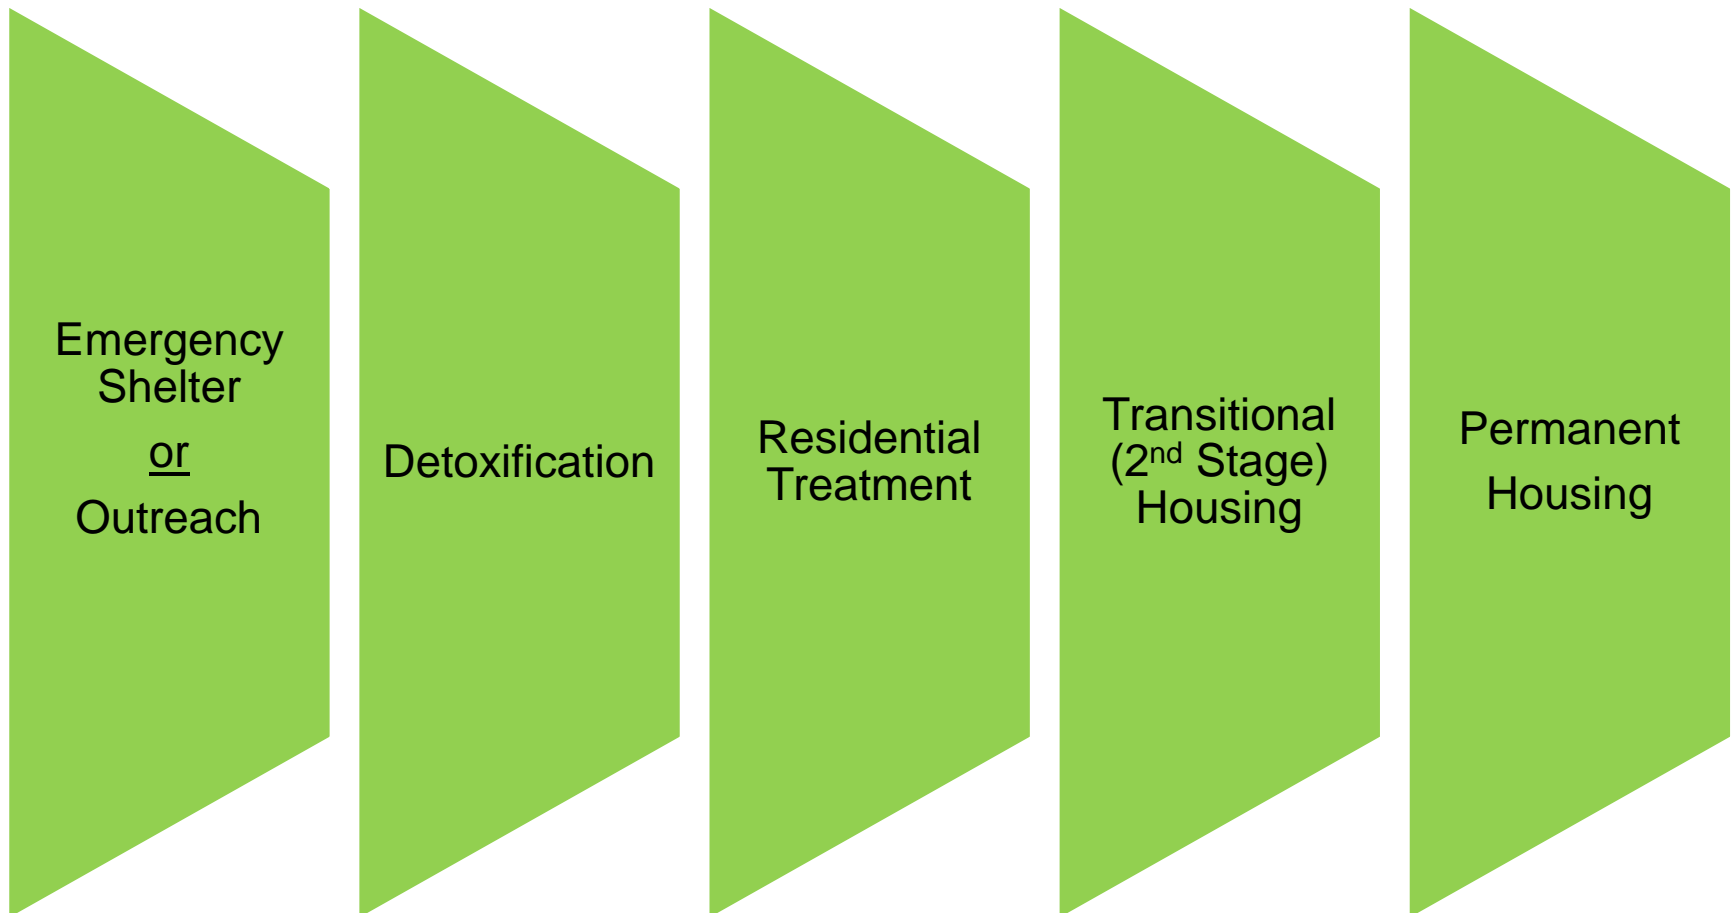 Emergency
Shelter
or
Outreach
Detoxification
Residential
Treatment
Transitional
(2nd Stage)
Housing
Permanent
Housing